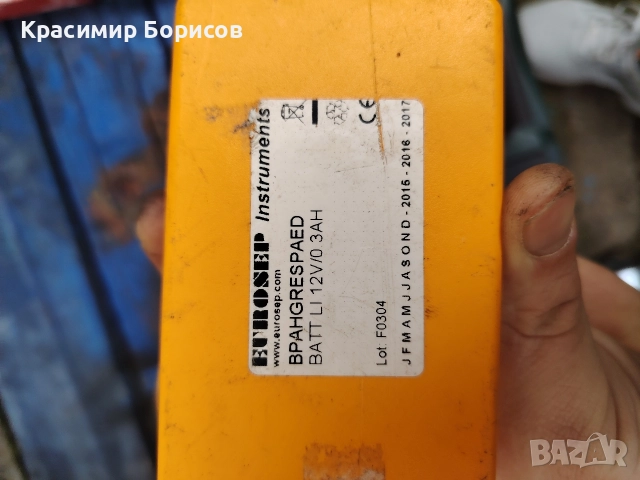 Красимир Борисов
EUROSEP Instruments
www.eurosep.com
BPAHGRESPAED
BATT LI 12V/0 3AH
CE
Lot: F0304
J F M A M J J A S O N D - 2015 - 2016 - 2017
BAZAR